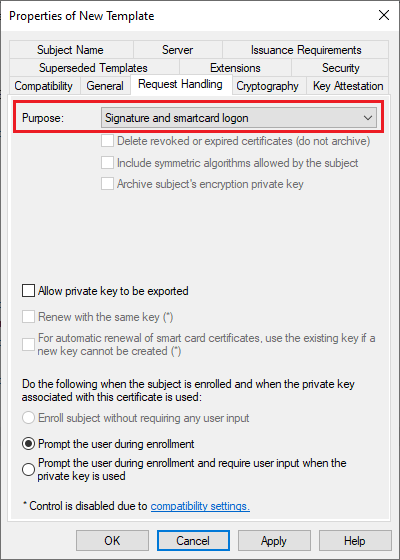 Properties of New Template
Subject Name
Server
Issuance Requirements
Superseded Templates
Extensions
Security
Compatibility
General
Request Handling
Cryptography
Key Attestation
Purpose:
Signature and smartcard logon
Delete revoked or expired certificates (do not archive)
Include symmetric algorithms allowed by the subject
Archive subject's encryption private key
Allow private key to be exported
Renew with the same key (*)
For automatic renewal of smart card certificates, use the existing key if a
new key cannot be created (*)
Do the following when the subject is enrolled and when the private key
associated with this certificate is used:
Enroll subject without requiring any user input
Prompt the user during enrollment
Prompt the user during enrollment and require user input when the
private key is used
* Control is disabled due to compatibility settings.
OK
Cancel
Apply
Help